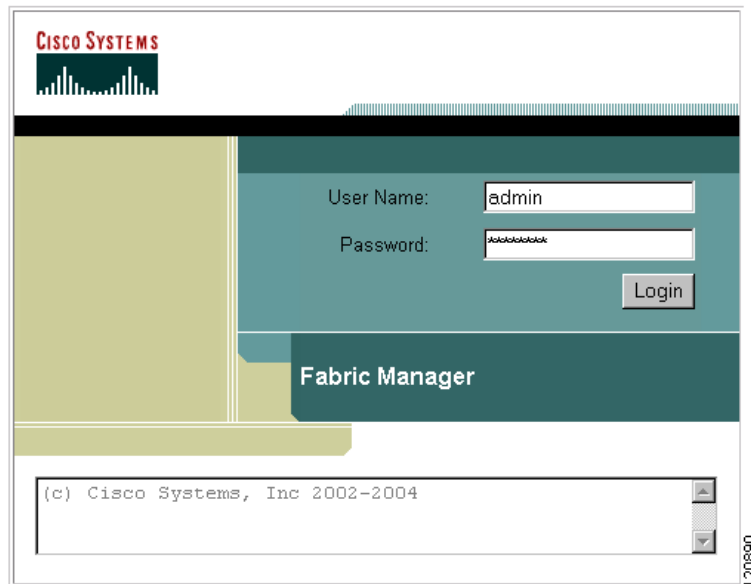 CISCO SYSTEMS
User Name: admin
Password: ********
Login
Fabric Manager
(c) Cisco Systems, Inc 2002-2004